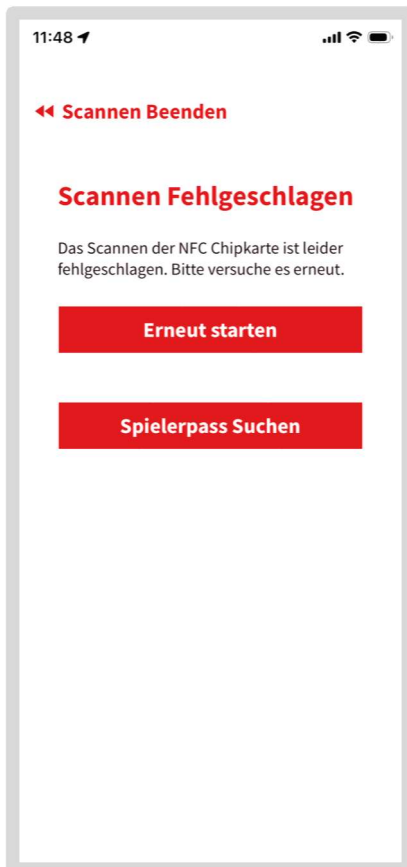 11:48
Scannen Beenden
Scannen Fehlgeschlagen
Das Scannen der NFC Chipkarte ist leider
fehlgeschlagen. Bitte versuche es erneut.
Erneut starten
Spielerpass Suchen